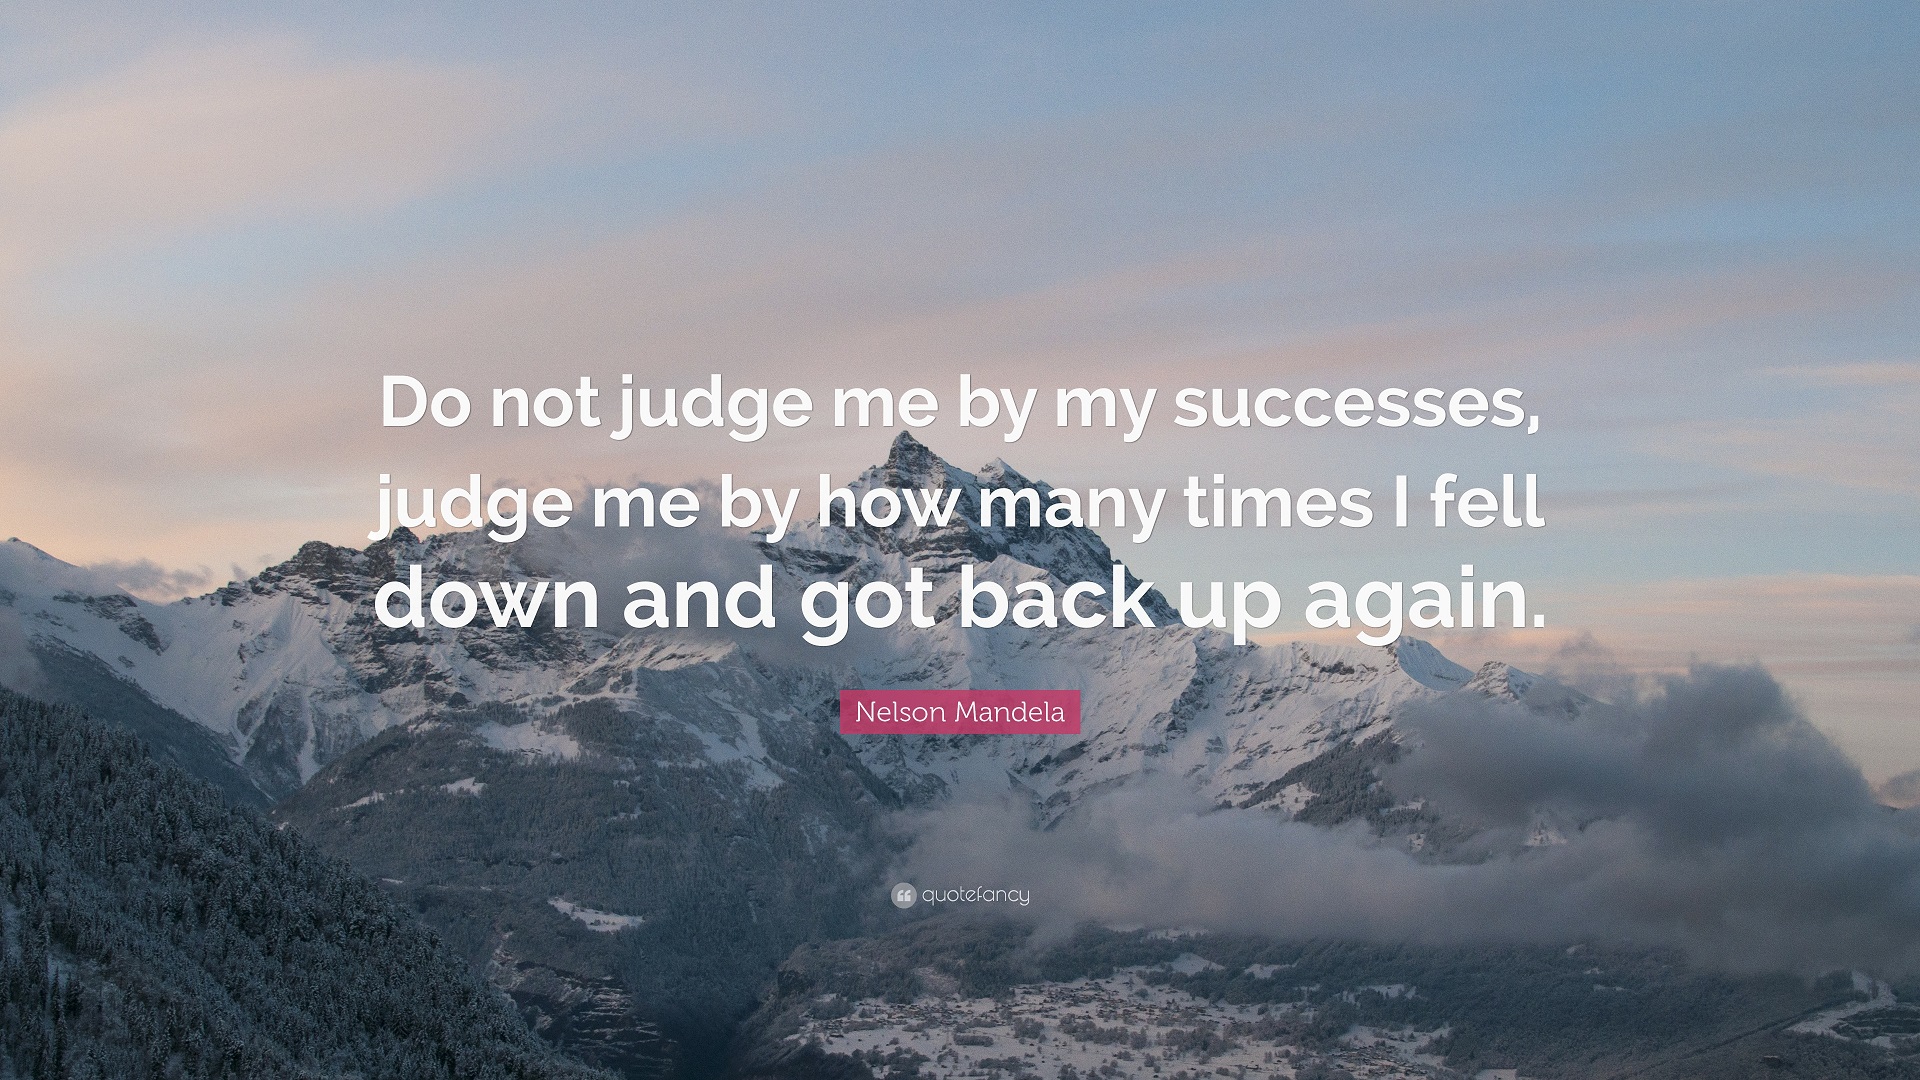 Do not judge me by my successes,
judge me by how many times I fell
down and got back up again.
Nelson Mandela
quotefancy